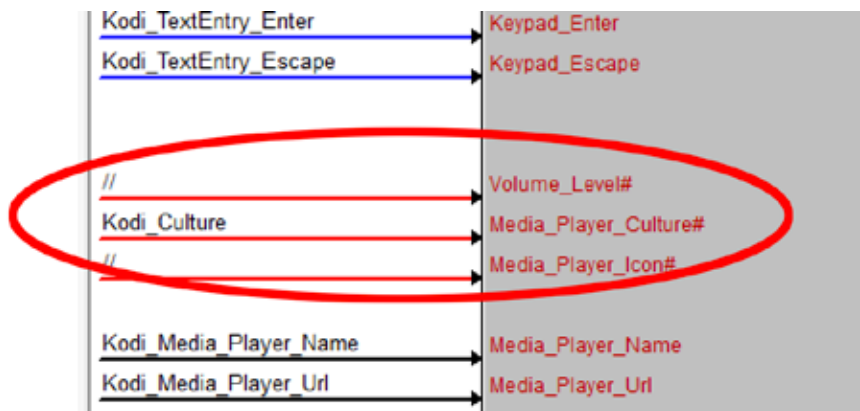 Kodi_TextEntry_Enter Keypad_Enter
Kodi_TextEntry_Escape Keypad_Escape
// Volume_Level#
Kodi_Culture Media_Player_Culture#
// Media_Player_Icon#
Kodi_Media_Player_Name Media_Player_Name
Kodi_Media_Player_Url Media_Player_Url